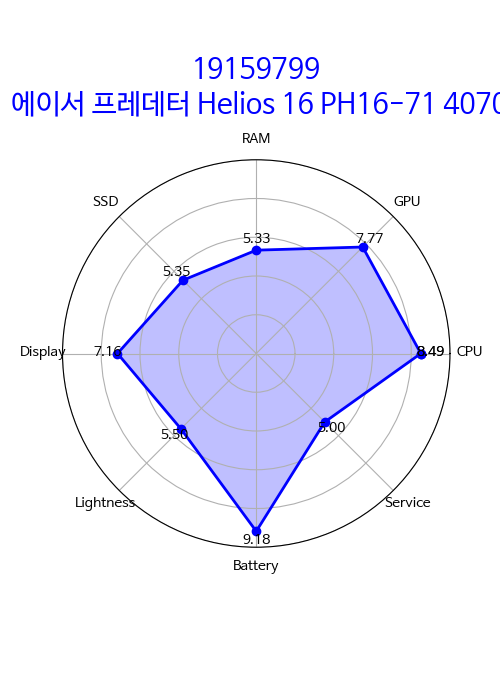 19159799
에이서 프레데터 Helios 16 PH16-71 4070
RAM
SSD
GPU
5.33
7.77
5.35
Display
7.16
8.49
CPU
5.50
5.00
Lightness
Service
9.18
Battery